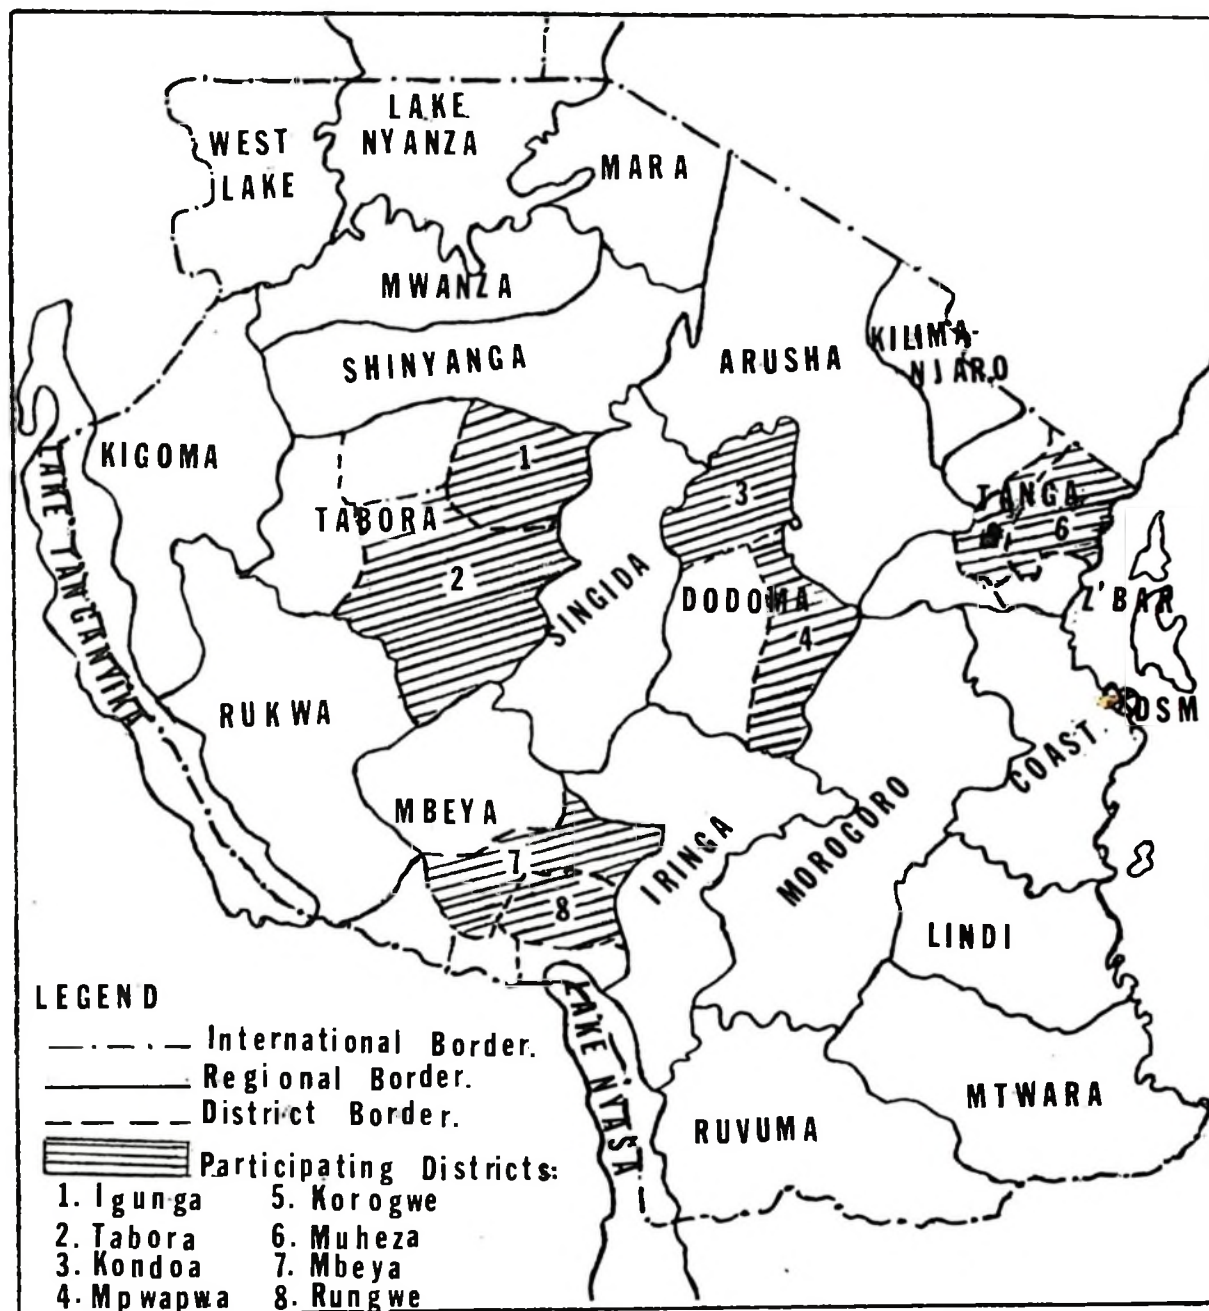 LAKE
NYANZA
WEST
LAKE
MARA
MWANZA
KILIMA-
NJARO
SHINYANGA
ARUSHA
KIGOMA
1
3
TANGA
TABORA
5
6
LAKE TANGANYIKA
2
SINGIDA
DODOMA
4
Z'BAR
RUKWA
DSM
COAST
MBEYA
IRINGA
MOROGORO
7
8
LINDI
LAKE NYASA
MTWARA
RUVUMA
LEGEND
International Border.
Regional Border.
District Border.
Participating Districts:
1. Igunga 5. Korogwe
2. Tabora 6. Muheza
3. Kondoa 7. Mbeya
4. Mpwapwa 8. Rungwe